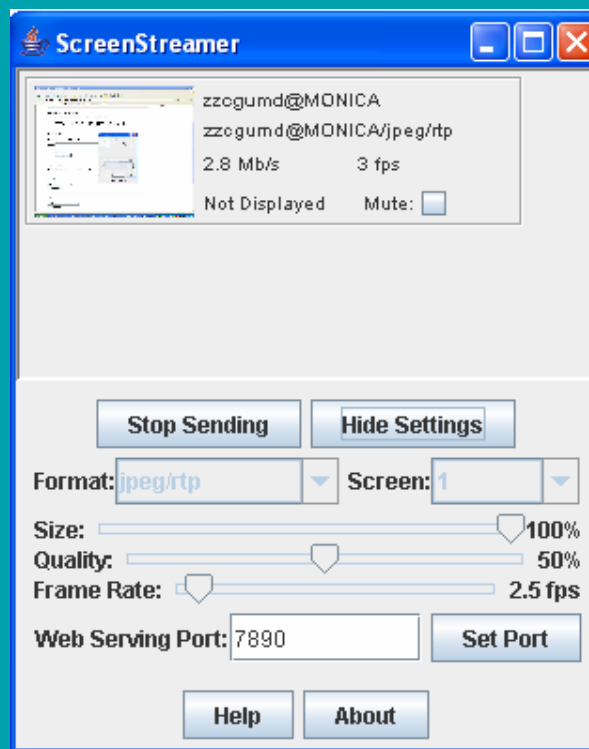 ScreenStreamer
zzcgumd@MONICA
zzcgumd@MONICA/jpeg/rtp
2.8 Mb/s 3 fps
Not Displayed Mute:
Stop Sending Hide Settings
Format: jpeg/rtp Screen: 1
Size: 100%
Quality: 50%
Frame Rate: 2.5 fps
Web Serving Port: 7890 Set Port
Help About